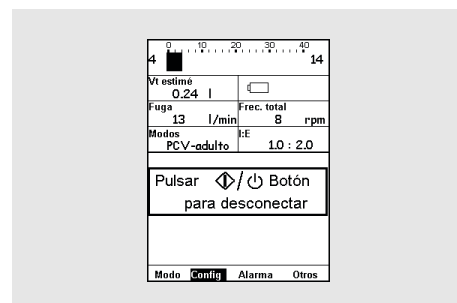 0 10 20 30 40
4 14
Vt estimé
0.24 l
Fuga Frec. total
13 l/min 8 rpm
Modos I:E
PCV-adulto 1.0 : 2.0
Pulsar / Botón
para desconectar
Modo Config Alarma Otros